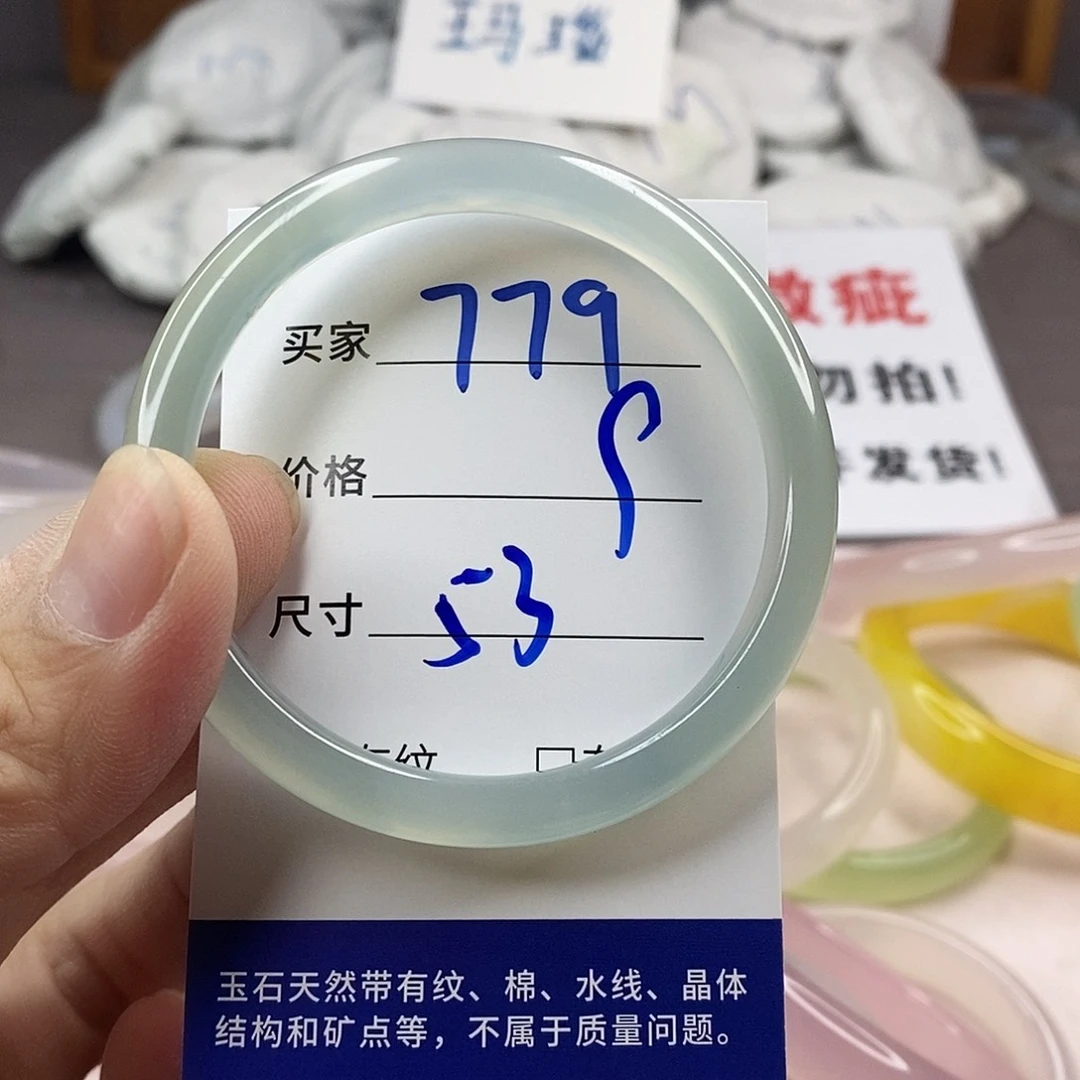 玛瑙
微疵
勿拍!
发货!
买家 779
价格
尺寸 53
纹 □
玉石天然带有纹、棉、水线、晶体
结构和矿点等，不属于质量问题。